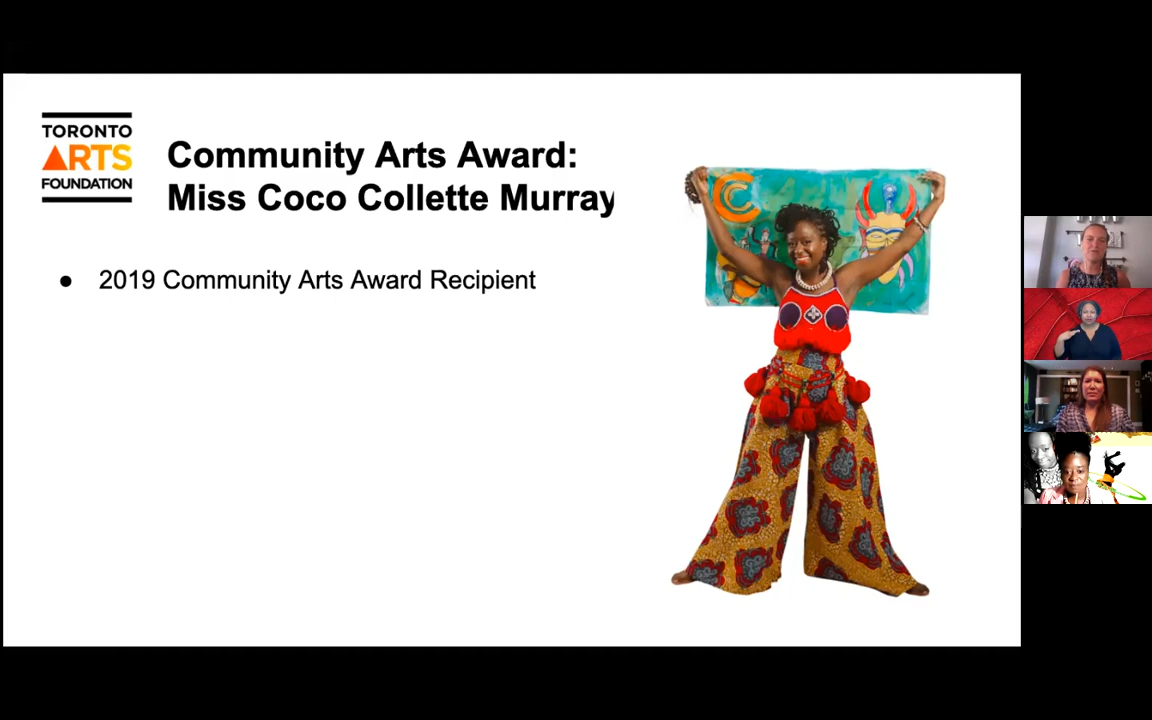 TORONTO
ARTS
FOUNDATION
Community Arts Award:
Miss Coco Collette Murray
● 2019 Community Arts Award Recipient